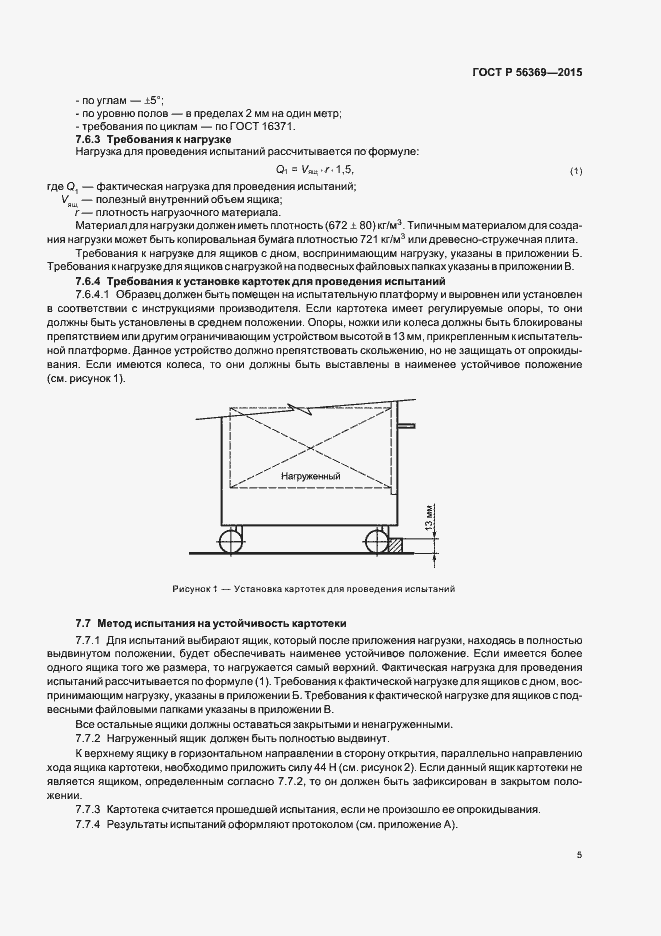 ГОСТ Р 56369—2015
- по углам — ±5°;
- по уровню полов — в пределах 2 мм на один метр;
- требования по циклам — по ГОСТ 16371.
7.6.3 Требования к нагрузке
Нагрузка для проведения испытаний рассчитывается по формуле:
Q₁ = Vящ · r · 1,5, (1)
где Q₁ — фактическая нагрузка для проведения испытаний;
Vящ — полезный внутренний объем ящика;
r — плотность нагрузочного материала.
Материал для нагрузки должен иметь плотность (672 ± 80) кг/м³. Типичным материалом для созда-
ния нагрузки может быть копировальная бумага плотностью 721 кг/м³ или древесно-стружечная плита.
Требования к нагрузке для ящиков с дном, воспринимающим нагрузку, указаны в приложении Б.
Требования к нагрузке для ящиков с нагрузкой на подвесных файловых папках указаны в приложении В.
7.6.4 Требования к установке картотек для проведения испытаний
7.6.4.1 Образец должен быть помещен на испытательную платформу и выровнен или установлен
в соответствии с инструкциями производителя. Если картотека имеет регулируемые опоры, то они
должны быть установлены в среднем положении. Опоры, ножки или колеса должны быть блокированы
препятствием или другим ограничивающим устройством высотой в 13 мм, прикрепленным к испытатель-
ной платформе. Данное устройство должно препятствовать скольжению, но не защищать от опрокиды-
вания. Если имеются колеса, то они должны быть выставлены в наименее устойчивое положение
(см. рисунок 1).
Нагруженный
13 мм
Рисунок 1 — Установка картотек для проведения испытаний
7.7 Метод испытания на устойчивость картотеки
7.7.1 Для испытаний выбирают ящик, который после приложения нагрузки, находясь в полностью
выдвинутом положении, будет обеспечивать наименее устойчивое положение. Если имеется более
одного ящика того же размера, то нагружается самый верхний. Фактическая нагрузка для проведения
испытаний рассчитывается по формуле (1). Требования к фактической нагрузке для ящиков с дном, вос-
принимающим нагрузку, указаны в приложении Б. Требования к фактической нагрузке для ящиков с под-
весными файловыми папками указаны в приложении В.
Все остальные ящики должны оставаться закрытыми и ненагруженными.
7.7.2 Нагруженный ящик должен быть полностью выдвинут.
К верхнему ящику в горизонтальном направлении в сторону открытия, параллельно направлению
хода ящика картотеки, необходимо приложить силу 44 Н (см. рисунок 2). Если данный ящик картотеки не
является ящиком, определенным согласно 7.7.2, то он должен быть зафиксирован в закрытом поло-
жении.
7.7.3 Картотека считается прошедшей испытания, если не произошло ее опрокидывания.
7.7.4 Результаты испытаний оформляют протоколом (см. приложение А).
5